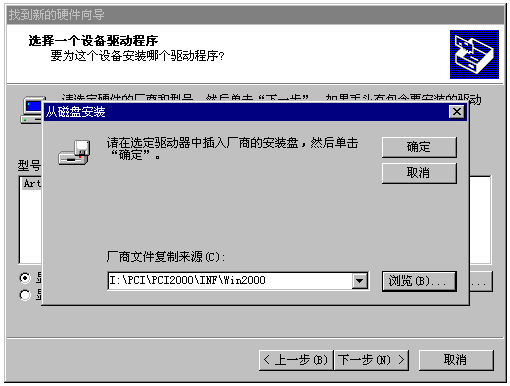 找到新的硬件向导
选择一个设备驱动程序
要为这个设备安装哪个驱动程序?
请选定硬件的厂商和型号，然后单击“下一步”。如果手头有包含要安装的驱动
从磁盘安装
请在选定驱动器中插入厂商的安装盘，然后单击
“确定”。
确定
取消
型号
Art
厂商文件复制来源(C):
I:\PCI\PCI2000\INF\Win2000
浏览(B)...
...
< 上一步(B)
下一步(N) >
取消